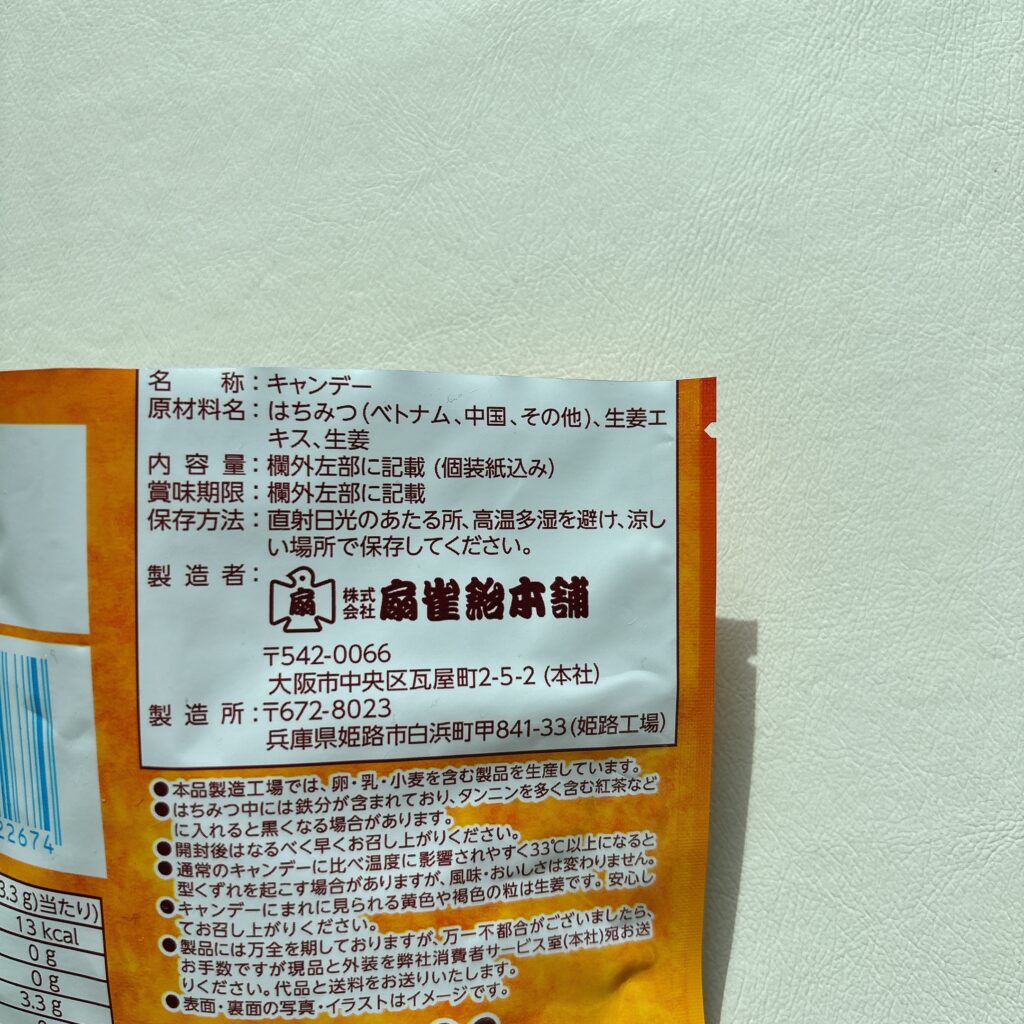 名称：キャンデー
原材料名：はちみつ(ベトナム、中国、その他)、生姜エ
キス、生姜
内容量：欄外左部に記載 (個装紙込み)
賞味期限：欄外左部に記載
保存方法：直射日光のあたる所、高温多湿を避け、涼し
い場所で保存してください。
製造者：
扇
株式
会社
扇雀飴本舗
〒542-0066
大阪市中央区瓦屋町2-5-2 (本社)
製造所：〒672-8023
兵庫県姫路市白浜町甲841-33(姫路工場)
●本品製造工場では、卵・乳・小麦を含む製品を生産しています。
●はちみつ中には鉄分が含まれており、タンニンを多く含む紅茶など
に入れると黒くなる場合があります。
●開封後はなるべく早くお召し上がりください。
●通常のキャンデーに比べ温度に影響されやすく33℃以上になると
型くずれを起こす場合がありますが、風味・おいしさは変わりません。
●キャンデーにまれに見られる黄色や褐色の粒は生姜です。安心し
てお召し上がりください。
●製品には万全を期しておりますが、万一不都合がございましたら、
お手数ですが現品と外装を弊社消費者サービス室(本社)宛お送
りください。代品と送料をお送りいたします。
●表面・裏面の写真・イラストはイメージです。
22674
3.3g)当たり)
13 kcal
0 g
0 g
3.3 g